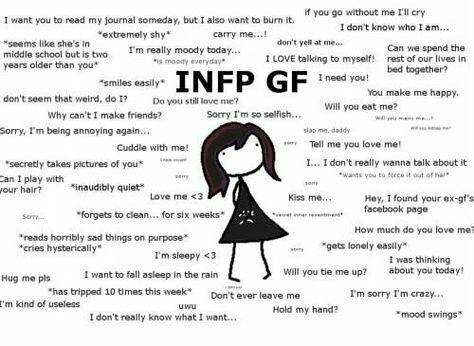 I want you to read my journal someday, but I also want to burn it.
if you go without me I'll cry
*extremely shy*
carry me...!
I don't know who I am...
*seems like she's in
middle school but is two
years older than you*
I'm really moody today...
*is moody everyday*
don't yell at me...
I LOVE talking to myself!
Can we spend the
rest of our lives in
bed together?
*smiles easily*
INFP GF
I need you!
You make me happy.
don't seem that weird, do I?
Do you still love me?
Will you eat me?
Why can't I make friends?
Sorry I'm so selfish...
Will you marry me...?
Will you kidnap me?
Sorry, I'm being annoying again...
slap me, daddy
Cuddle with me!
sorry
Tell me you love me!
*secretly takes pictures of you*
I hate myself
sorry
I... I don't really wanna talk about it
*wants you to force it out of her*
Can I play with
your hair?
*inaudibly quiet*
sorry
sorry
Love me <3
Kiss me...
Hey, I found your ex-gf's
facebook page
Sorry...
*forgets to clean... for six weeks*
*secret inner resentment*
How much do you love me?
*reads horribly sad things on purpose*
*cries hysterically*
I'm sleepy <3
sorry
*gets lonely easily*
I was thinking
about you today!
Hug me pls
I want to fall asleep in the rain
Will you tie me up?
*has tripped 10 times this week*
Don't ever leave me
I'm sorry I'm crazy...
I'm kind of useless
uwu
Hold my hand?
*mood swings*
I don't really know what I want...